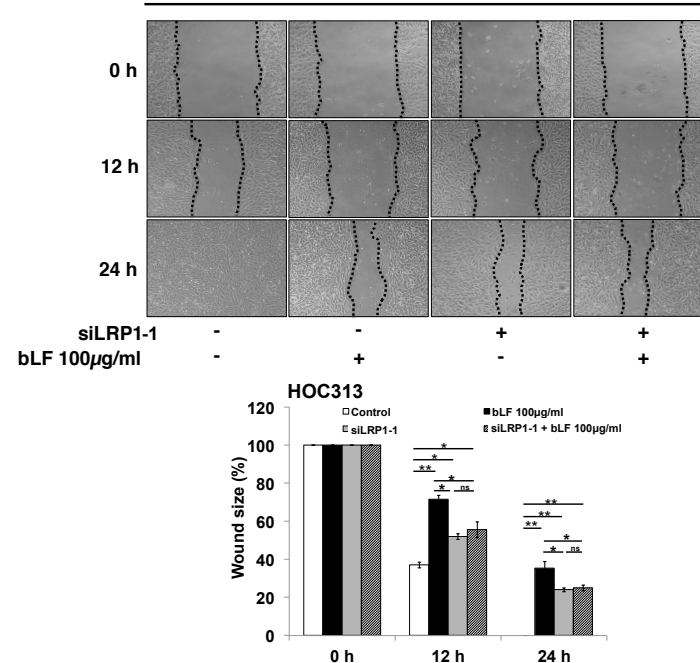 0 h
12 h
24 h
siLRP1-1 - - + +
bLF 100µg/ml - + - +
HOC313
Control bLF 100µg/ml
siLRP1-1 siLRP1-1 + bLF 100µg/ml
Wound size (%)
120
100
80
60
40
20
0
*
*
**
*
* ns
**
**
**
*
* ns
0 h 12 h 24 h